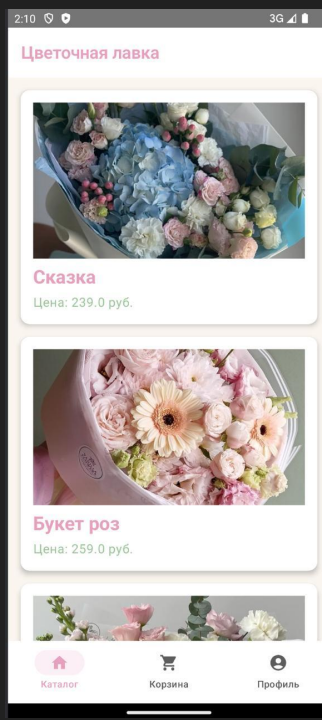 2:10
3G
Цветочная лавка
Сказка
Цена: 239.0 руб.
Букет роз
Цена: 259.0 руб.
Каталог
Корзина
Профиль